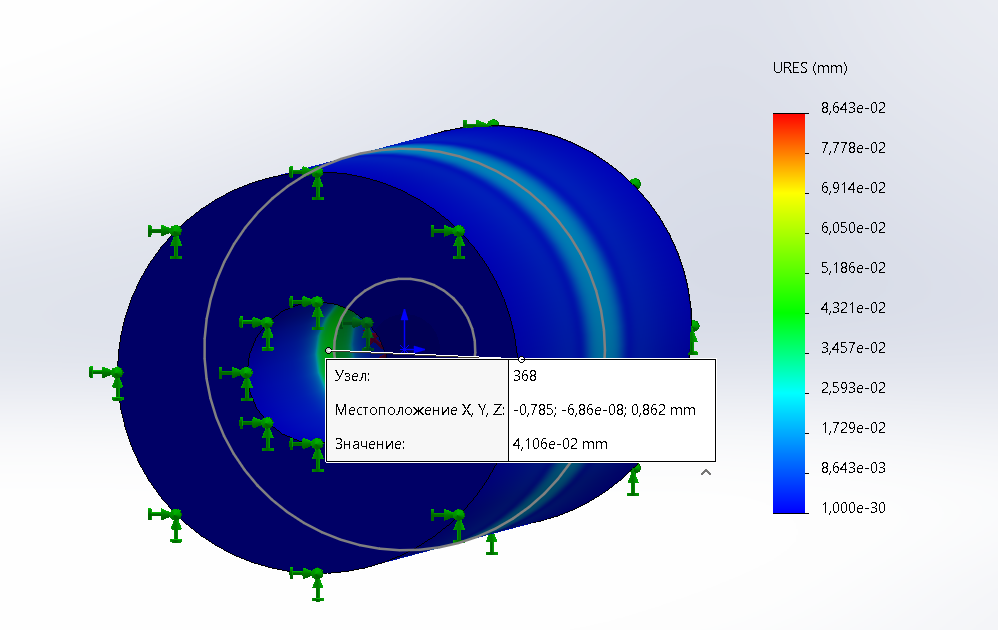 URES (mm)
8,643e-02
7,778e-02
6,914e-02
6,050e-02
5,186e-02
4,321e-02
3,457e-02
2,593e-02
1,729e-02
8,643e-03
1,000e-30
Узел: 368
Местоположение X, Y, Z: -0,785; -6,86e-08; 0,862 mm
Значение: 4,106e-02 mm